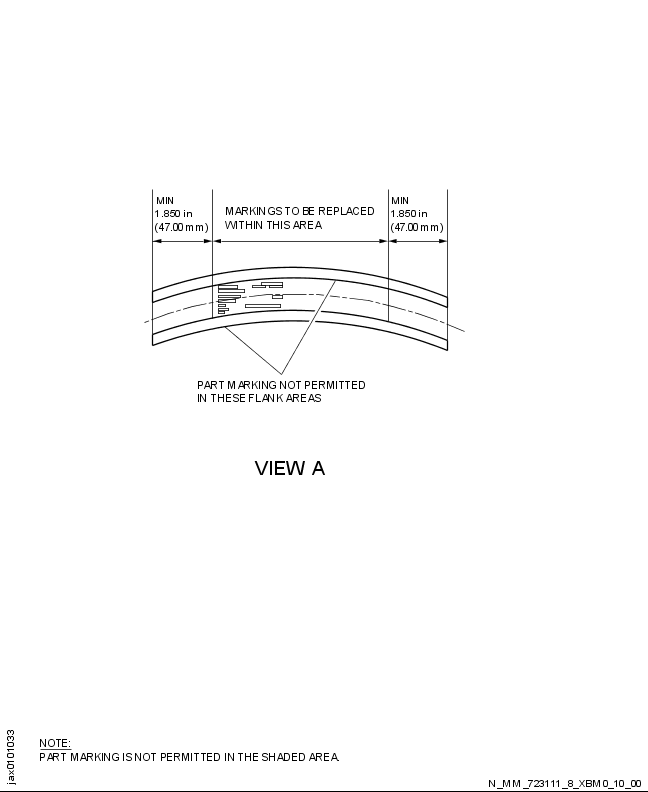 MIN
1.850 in
(47.00 mm)
MARKINGS TO BE REPLACED
WITHIN THIS AREA
MIN
1.850 in
(47.00 mm)
PART MARKING NOT PERMITTED
IN THESE FLANK AREAS
VIEW A
NOTE:
PART MARKING IS NOT PERMITTED IN THE SHADED AREA.
jax0101033
N_MM_723111_8_XBM0_10_00